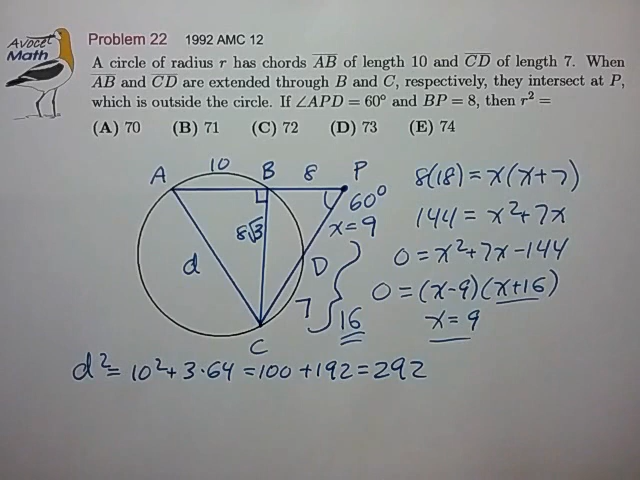 Avocet
Math
Problem 22 1992 AMC 12
A circle of radius r has chords AB of length 10 and CD of length 7. When
AB and CD are extended through B and C, respectively, they intersect at P,
which is outside the circle. If ∠APD = 60° and BP = 8, then r² =
(A) 70 (B) 71 (C) 72 (D) 73 (E) 74
10
A B 8 P
60°
8√3
x=9
d
D
7
16
C
8(18)=x(x+7)
144=x²+7x
0=x²+7x-144
0=(x-9)(x+16)
x=9
d²=10²+3·64=100+192=292